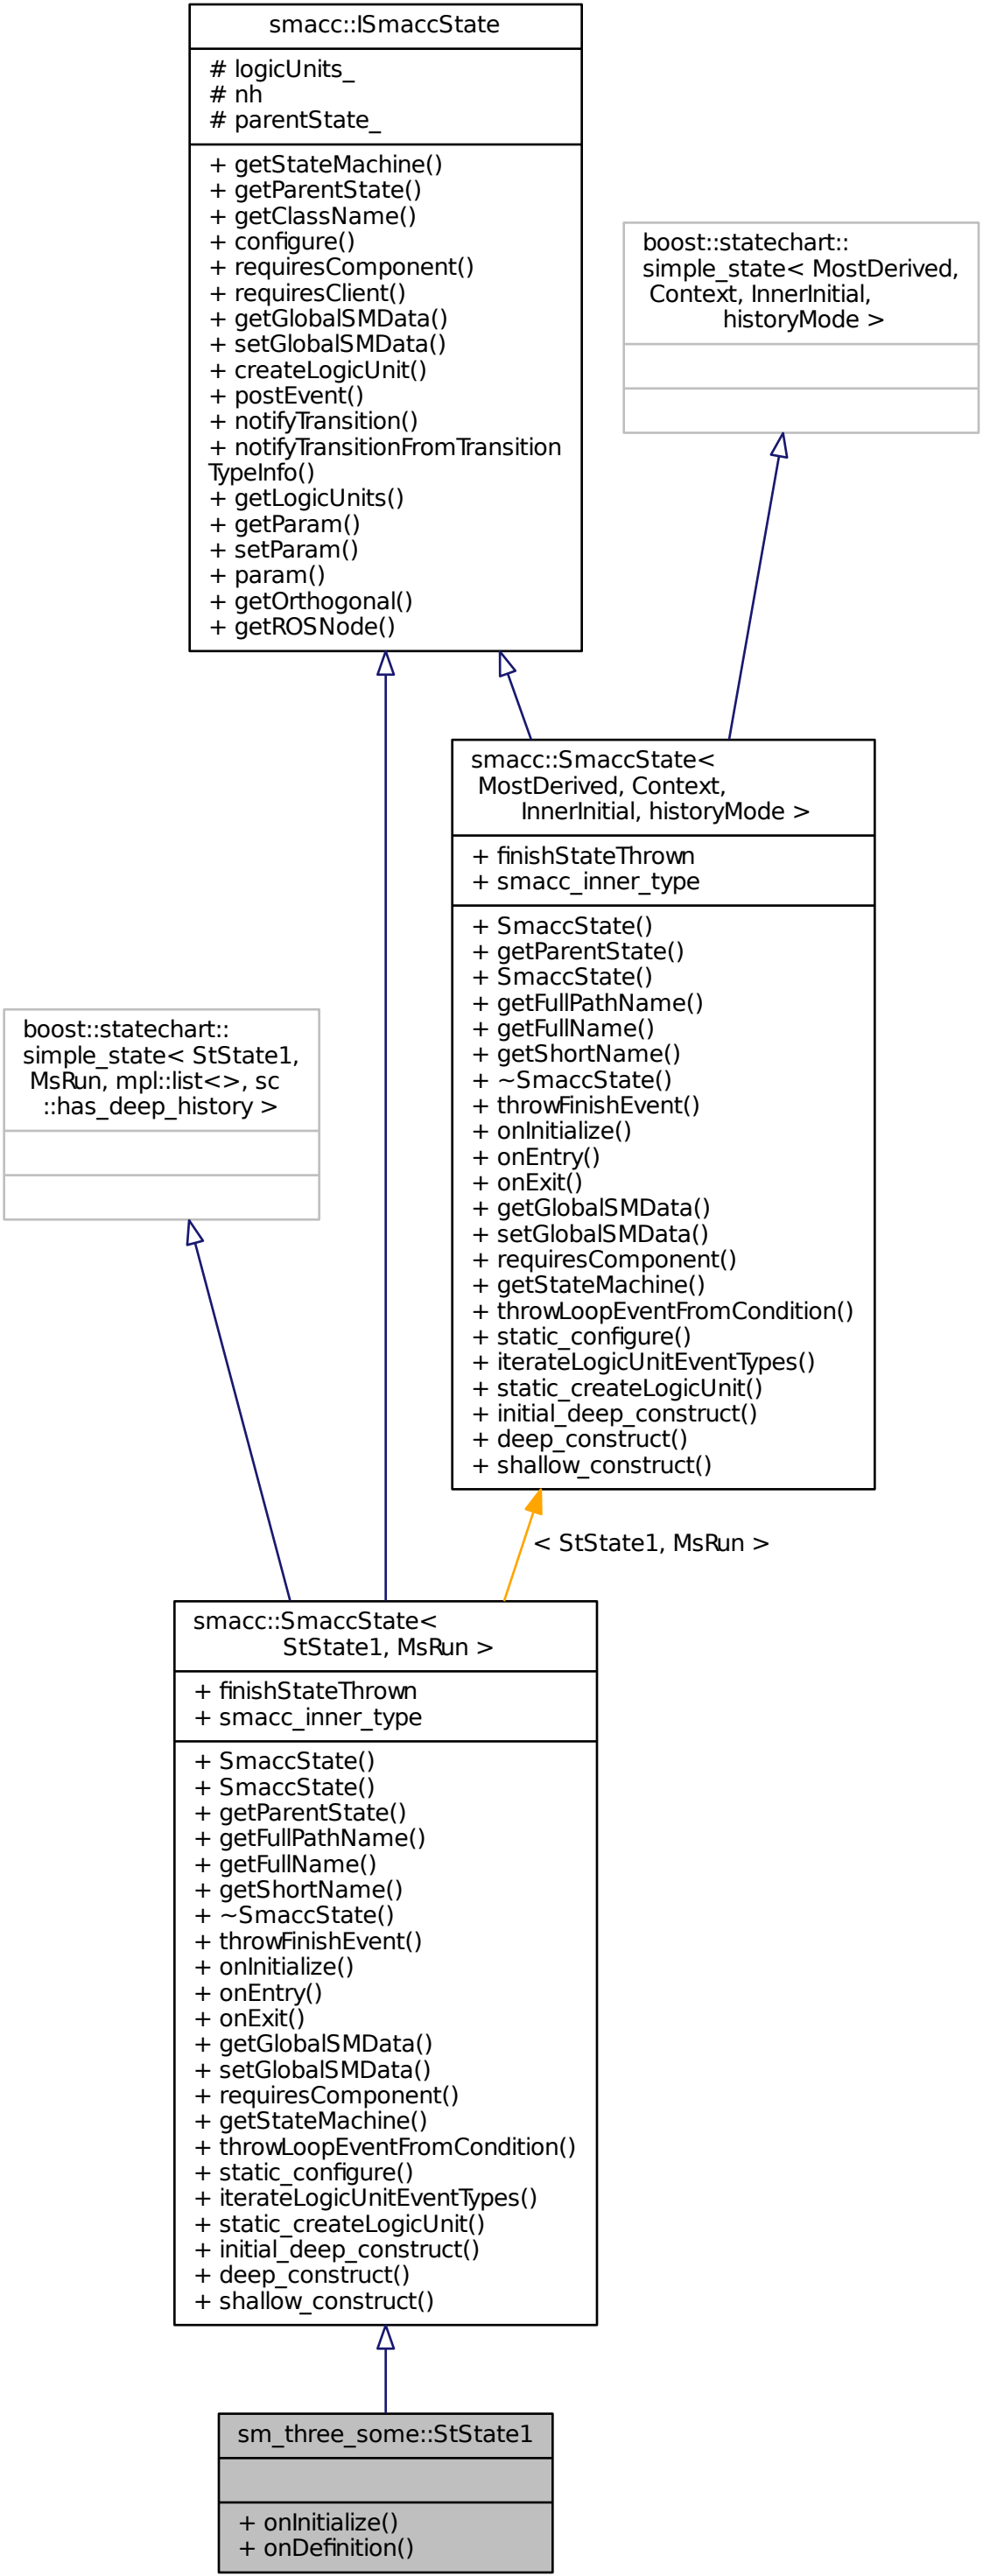 smacc::ISmaccState
# logicUnits_
# nh
# parentState_
+ getStateMachine()
+ getParentState()
+ getClassName()
+ configure()
+ requiresComponent()
+ requiresClient()
+ getGlobalSMData()
+ setGlobalSMData()
+ createLogicUnit()
+ postEvent()
+ notifyTransition()
+ notifyTransitionFromTransition
TypeInfo()
+ getLogicUnits()
+ getParam()
+ setParam()
+ param()
+ getOrthogonal()
+ getROSNode()
boost::statechart::
simple_state< MostDerived,
Context, InnerInitial,
historyMode >
smacc::SmaccState<
MostDerived, Context,
InnerInitial, historyMode >
+ finishStateThrown
+ smacc_inner_type
+ SmaccState()
+ getParentState()
+ SmaccState()
+ getFullPathName()
+ getFullName()
+ getShortName()
+ ~SmaccState()
+ throwFinishEvent()
+ onInitialize()
+ onEntry()
+ onExit()
+ getGlobalSMData()
+ setGlobalSMData()
+ requiresComponent()
+ getStateMachine()
+ throwLoopEventFromCondition()
+ static_configure()
+ iterateLogicUnitEventTypes()
+ static_createLogicUnit()
+ initial_deep_construct()
+ deep_construct()
+ shallow_construct()
boost::statechart::
simple_state< StState1,
MsRun, mpl::list<>, sc
::has_deep_history >
< StState1, MsRun >
smacc::SmaccState<
StState1, MsRun >
+ finishStateThrown
+ smacc_inner_type
+ SmaccState()
+ SmaccState()
+ getParentState()
+ getFullPathName()
+ getFullName()
+ getShortName()
+ ~SmaccState()
+ throwFinishEvent()
+ onInitialize()
+ onEntry()
+ onExit()
+ getGlobalSMData()
+ setGlobalSMData()
+ requiresComponent()
+ getStateMachine()
+ throwLoopEventFromCondition()
+ static_configure()
+ iterateLogicUnitEventTypes()
+ static_createLogicUnit()
+ initial_deep_construct()
+ deep_construct()
+ shallow_construct()
sm_three_some::StState1
+ onInitialize()
+ onDefinition()